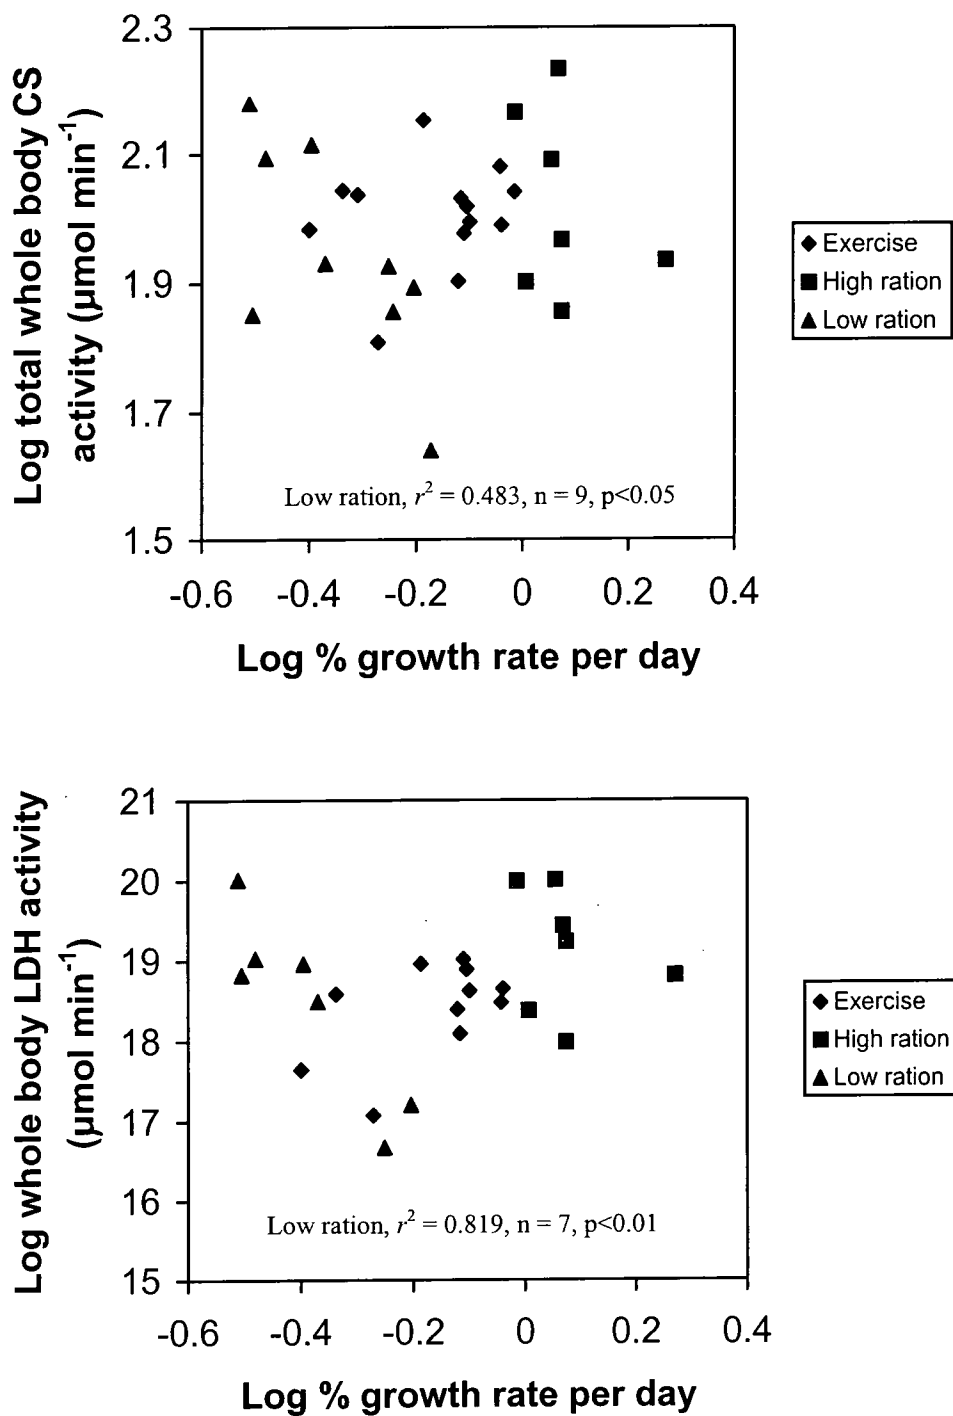 Log total whole body CS
activity (µmol min⁻¹)
2.3
2.1
1.9
1.7
1.5
Low ration, r² = 0.483, n = 9, p<0.05
-0.6 -0.4 -0.2 0 0.2 0.4
Log % growth rate per day
Exercise
High ration
Low ration
Log whole body LDH activity
(µmol min⁻¹)
21
20
19
18
17
16
15
Low ration, r² = 0.819, n = 7, p<0.01
-0.6 -0.4 -0.2 0 0.2 0.4
Log % growth rate per day
Exercise
High ration
Low ration